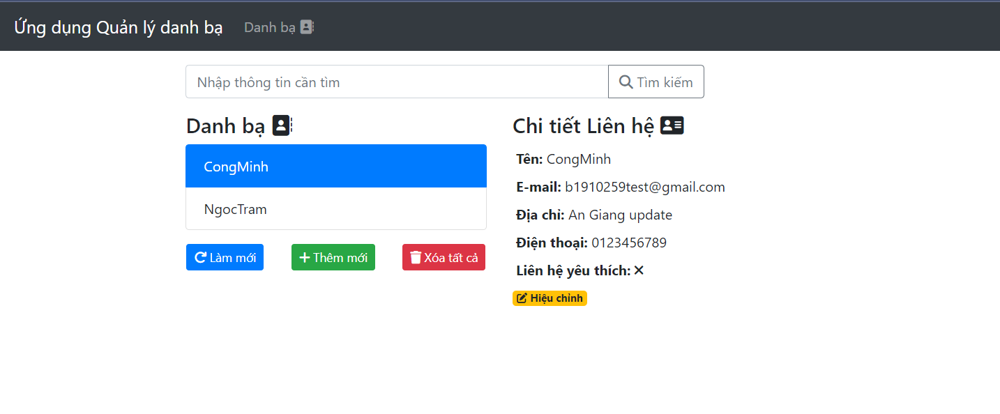 Ứng dụng Quản lý danh bạ Danh bạ
Nhập thông tin cần tìm Tìm kiếm
Danh bạ
CongMinh
NgocTram
Làm mới Thêm mới Xóa tất cả
Chi tiết Liên hệ
Tên: CongMinh
E-mail: b1910259test@gmail.com
Địa chỉ: An Giang update
Điện thoại: 0123456789
Liên hệ yêu thích:
Hiệu chỉnh